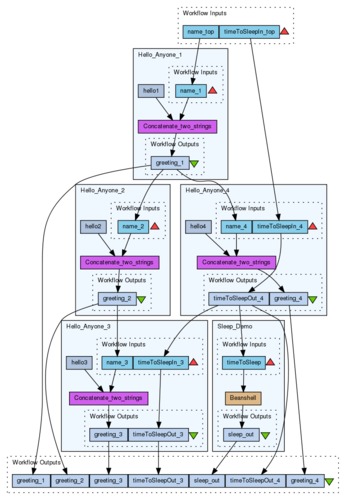 Workflow Inputs
name_top timeToSleepIn_top
Hello_Anyone_1
Workflow Inputs
hello1 name_1
Concatenate_two_strings
Workflow Outputs
greeting_1
Hello_Anyone_2
Workflow Inputs
hello2 name_2
Concatenate_two_strings
Workflow Outputs
greeting_2
Hello_Anyone_4
Workflow Inputs
hello4 name_4 timeToSleepIn_4
Concatenate_two_strings
Workflow Outputs
timeToSleepOut_4 greeting_4
Hello_Anyone_3
Workflow Inputs
hello3 name_3 timeToSleepIn_3
Concatenate_two_strings
Workflow Outputs
greeting_3 timeToSleepOut_3
Sleep_Demo
Workflow Inputs
timeToSleep
Beanshell
Workflow Outputs
sleep_out
Workflow Outputs
greeting_1 greeting_2 greeting_3 timeToSleepOut_3 sleep_out timeToSleepOut_4 greeting_4